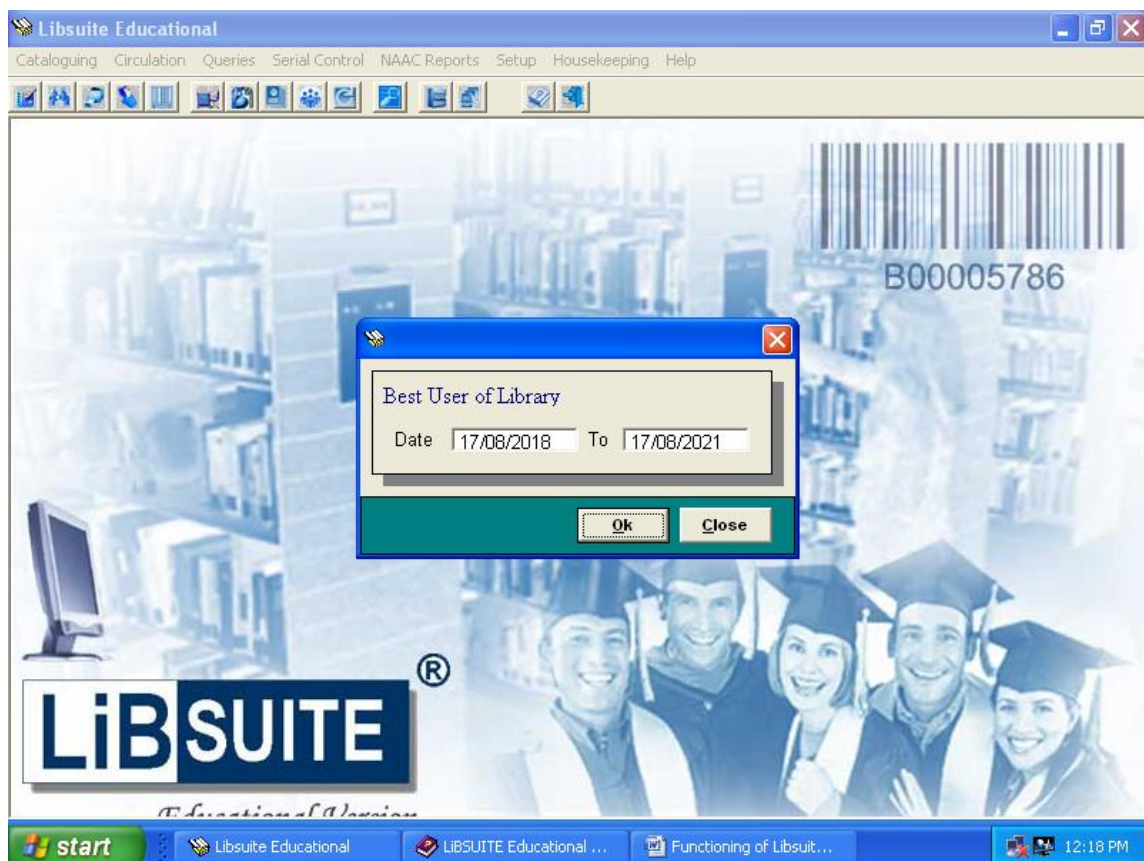 Libsuite Educational
Cataloguing Circulation Queries Serial Control NAAC Reports Setup Housekeeping Help
B00005786
Best User of Library
Date 17/08/2018 To 17/08/2021
Ok Close
®
LiBSUITE
Educational Version
start Libsuite Educational LiBSUITE Educational ... Functioning of Libsuit... 12:18 PM